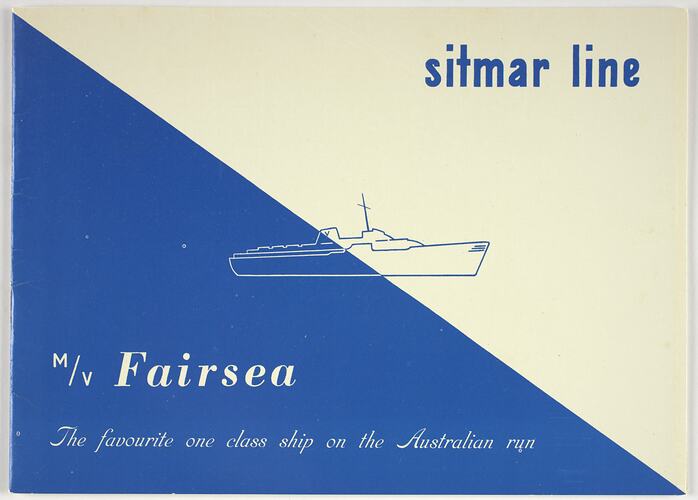 sitmar line
M/V Fairsea
The favourite one class ship on the Australian run